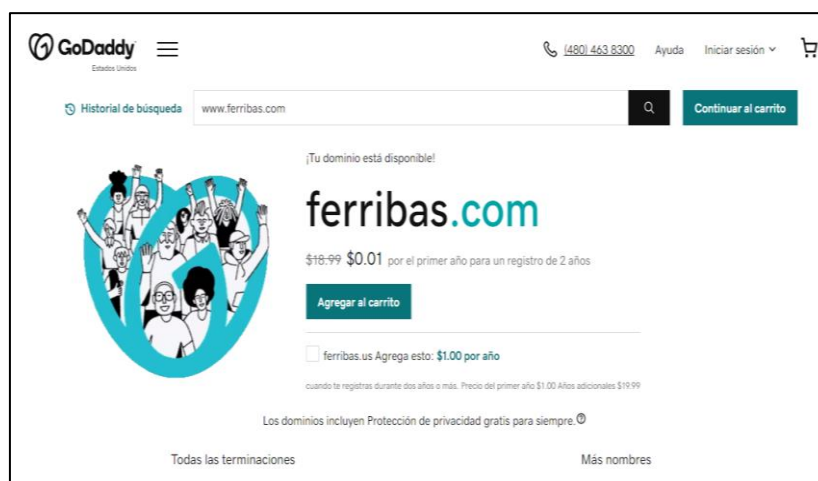 GoDaddy
Estados Unidos
(480) 463 8300 Ayuda Iniciar sesión
Historial de búsqueda www.ferribas.com Continuar al carrito
¡Tu dominio está disponible!
ferribas.com
$18.99 $0.01 por el primer año para un registro de 2 años
Agregar al carrito
ferribas.us Agrega esto: $1.00 por año
cuando te registras durante dos años o más. Precio del primer año $1.00 Años adicionales $19.99
Los dominios incluyen Protección de privacidad gratis para siempre.
Todas las terminaciones Más nombres